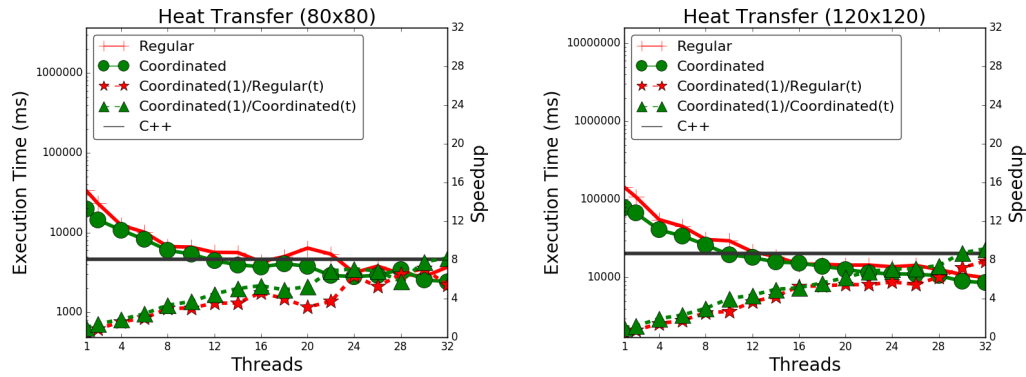 Heat Transfer (80x80)
Execution Time (ms)
1000000
100000
10000
1000
Regular
Coordinated
Coordinated(1)/Regular(t)
Coordinated(1)/Coordinated(t)
C++
32
28
24
20
16
12
8
4
0
Speedup
1 4 8 12 16 20 24 28 32
Threads
Heat Transfer (120x120)
Execution Time (ms)
10000000
1000000
100000
10000
Regular
Coordinated
Coordinated(1)/Regular(t)
Coordinated(1)/Coordinated(t)
C++
32
28
24
20
16
12
8
4
0
Speedup
1 4 8 12 16 20 24 28 32
Threads